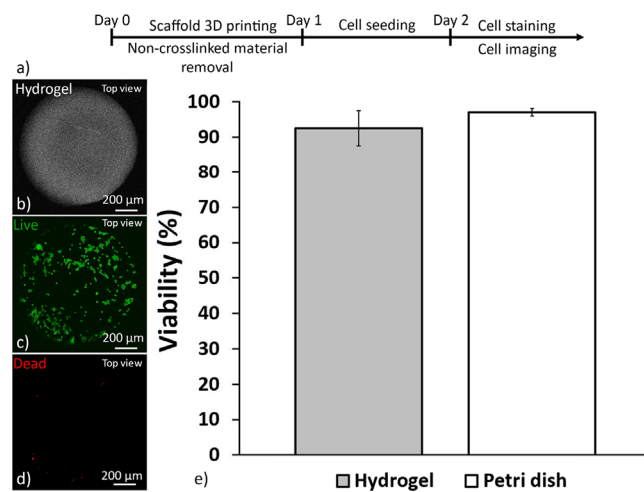 Day 0 Scaffold 3D printing Day 1 Cell seeding Day 2 Cell staining
Non-crosslinked material removal
Cell imaging
a)
Hydrogel Top view
200 µm
b)
Live Top view
200 µm
c)
Dead Top view
200 µm
d)
Viability (%)
100
90
80
70
60
50
40
30
20
10
0
e)
Hydrogel Petri dish